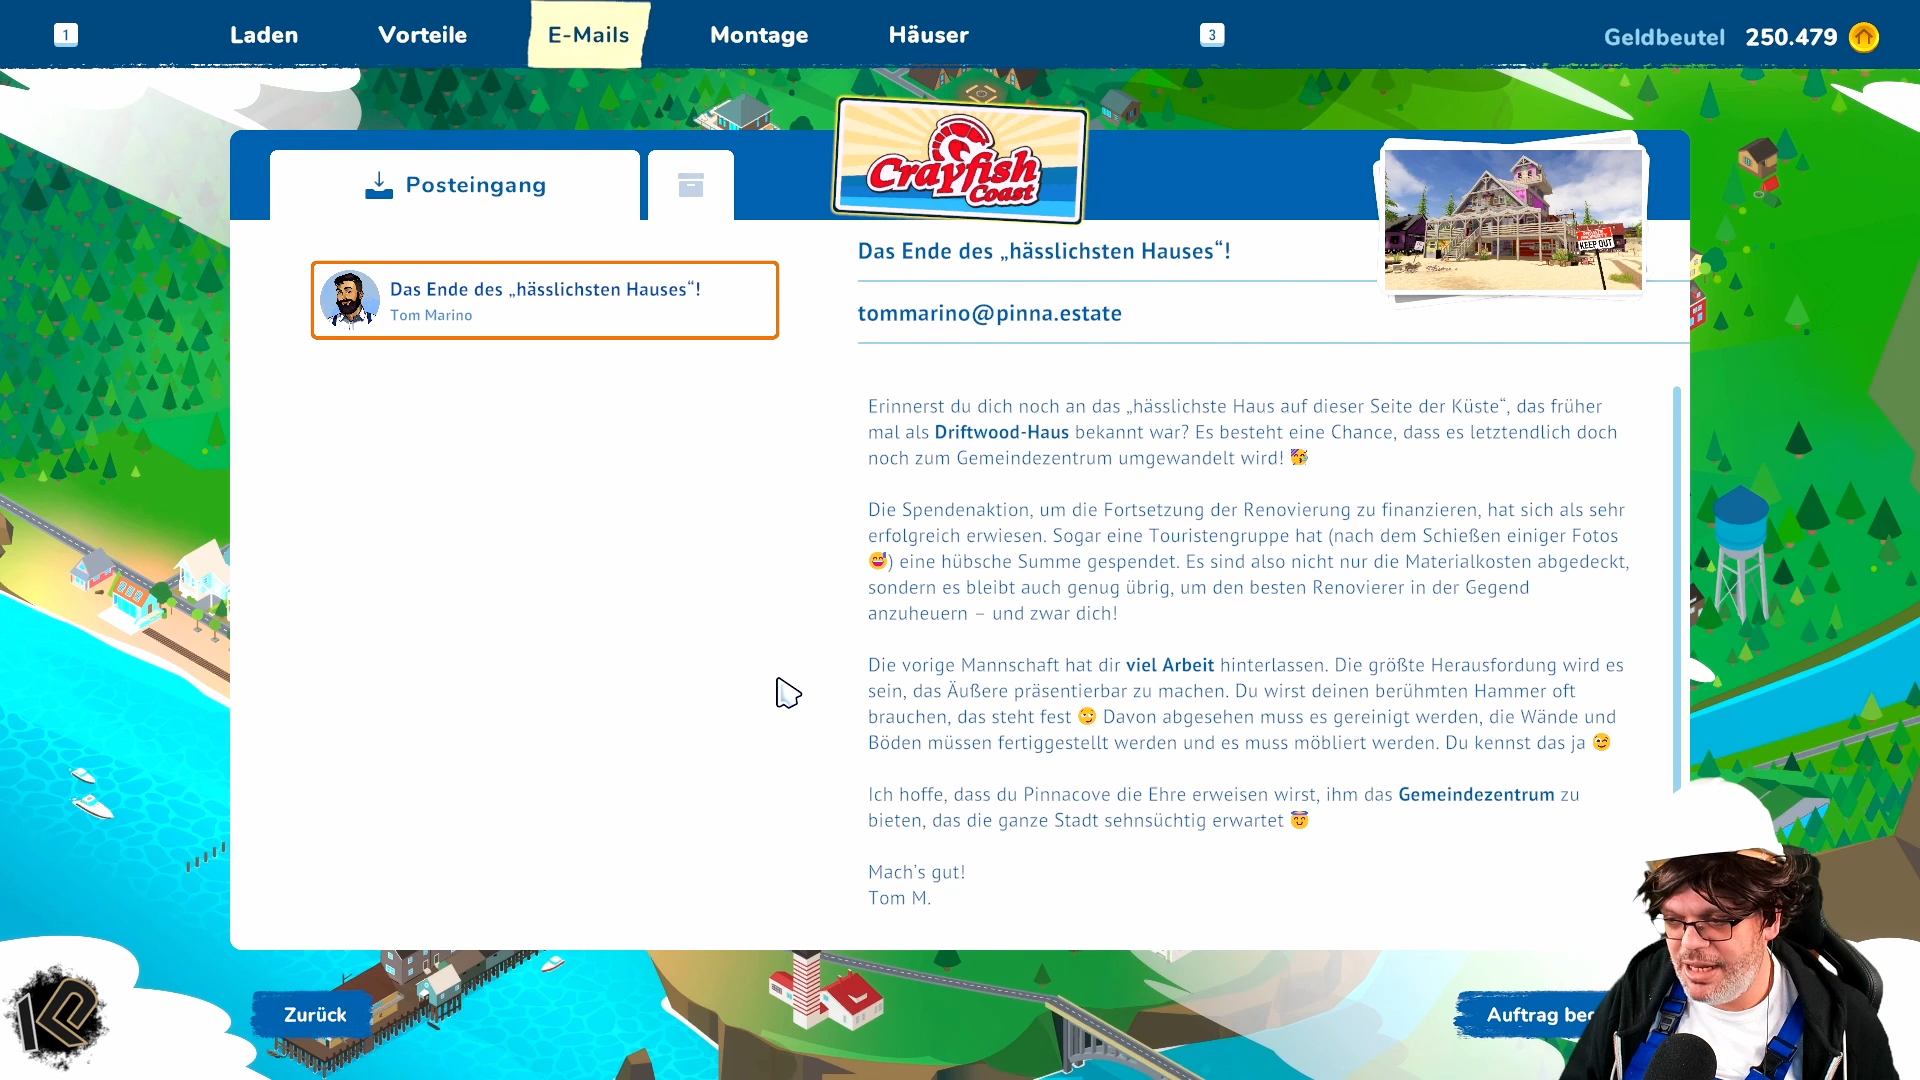 1
Laden
Vorteile
E-Mails
Montage
Häuser
3
Geldbeutel 250.479
Posteingang
Crayfish
Coast
KEEP OUT
Das Ende des „hässlichsten Hauses“!
Tom Marino
Das Ende des „hässlichsten Hauses“!
tommarino@pinna.estate
Erinnerst du dich noch an das „hässlichste Haus auf dieser Seite der Küste“, das früher
mal als Driftwood-Haus bekannt war? Es besteht eine Chance, dass es letztendlich doch
noch zum Gemeindezentrum umgewandelt wird! 🥳
Die Spendenaktion, um die Fortsetzung der Renovierung zu finanzieren, hat sich als sehr
erfolgreich erwiesen. Sogar eine Touristengruppe hat (nach dem Schießen einiger Fotos
😅) eine hübsche Summe gespendet. Es sind also nicht nur die Materialkosten abgedeckt,
sondern es bleibt auch genug übrig, um den besten Renovierer in der Gegend
anzuheuern – und zwar dich!
Die vorige Mannschaft hat dir viel Arbeit hinterlassen. Die größte Herausfordung wird es
sein, das Äußere präsentierbar zu machen. Du wirst deinen berühmten Hammer oft
brauchen, das steht fest 🙄 Davon abgesehen muss es gereinigt werden, die Wände und
Böden müssen fertiggestellt werden und es muss möbliert werden. Du kennst das ja 😉
Ich hoffe, dass du Pinnacove die Ehre erweisen wirst, ihm das Gemeindezentrum zu
bieten, das die ganze Stadt sehnsüchtig erwartet 😇
Mach's gut!
Tom M.
Zurück
Auftrag